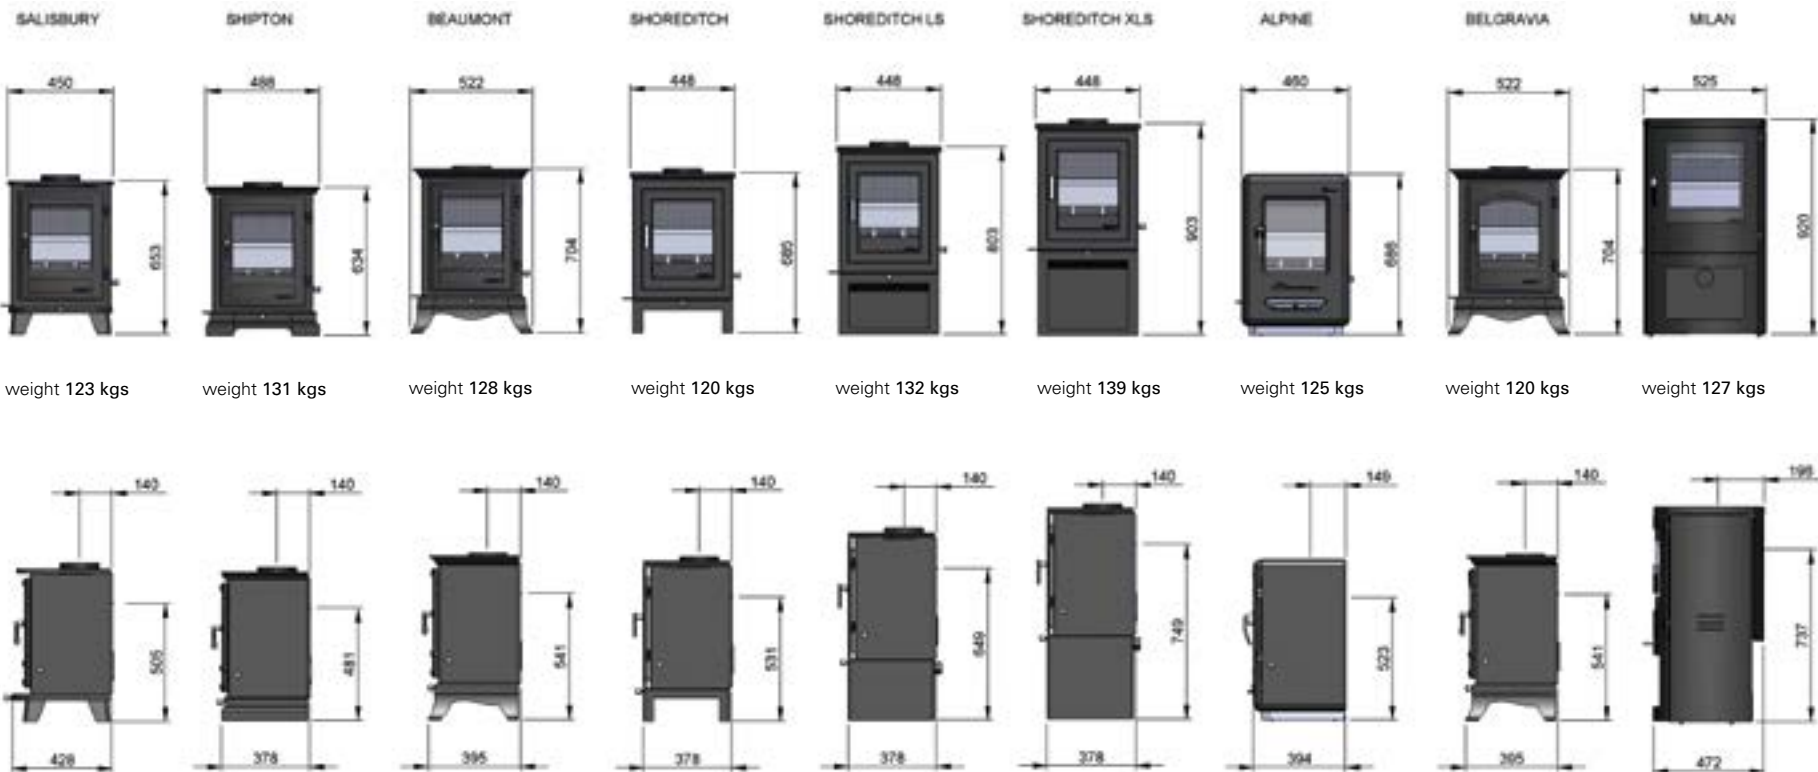 SALISBURY SHIPTON BEAUMONT SHOREDITCH SHOREDITCH LS SHOREDITCH XLS ALPINE BELGRAVIA MILAN
450 488 522 448 448 448 460 522 525
653 634 704 685 803 903 686 704 920
weight 123 kgs weight 131 kgs weight 128 kgs weight 120 kgs weight 132 kgs weight 139 kgs weight 125 kgs weight 120 kgs weight 127 kgs
140 140 140 140 140 140 149 140
505 481 541 531 649 749 523 541 737
428 378 395 378 378 378 394 395 472